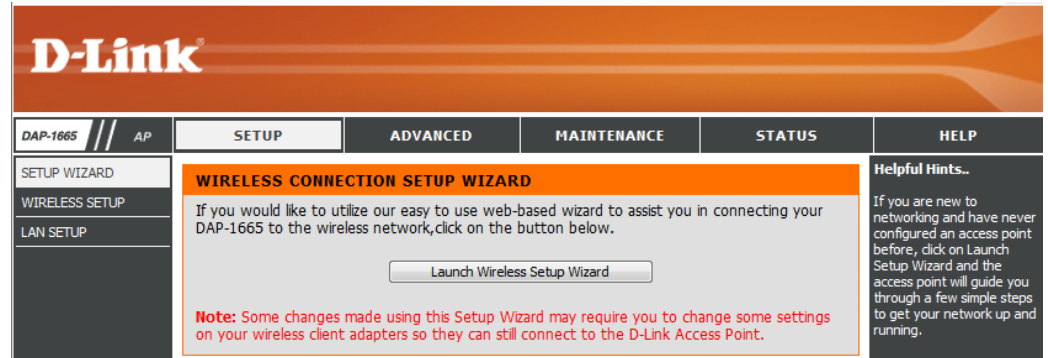 D-Link®
DAP-1665 // AP
SETUP
ADVANCED
MAINTENANCE
STATUS
HELP
SETUP WIZARD
WIRELESS SETUP
LAN SETUP
WIRELESS CONNECTION SETUP WIZARD
If you would like to utilize our easy to use web-based wizard to assist you in connecting your
DAP-1665 to the wireless network,click on the button below.
Launch Wireless Setup Wizard
Note: Some changes made using this Setup Wizard may require you to change some settings
on your wireless client adapters so they can still connect to the D-Link Access Point.
Helpful Hints..
If you are new to
networking and have never
configured an access point
before, click on Launch
Setup Wizard and the
access point will guide you
through a few simple steps
to get your network up and
running.